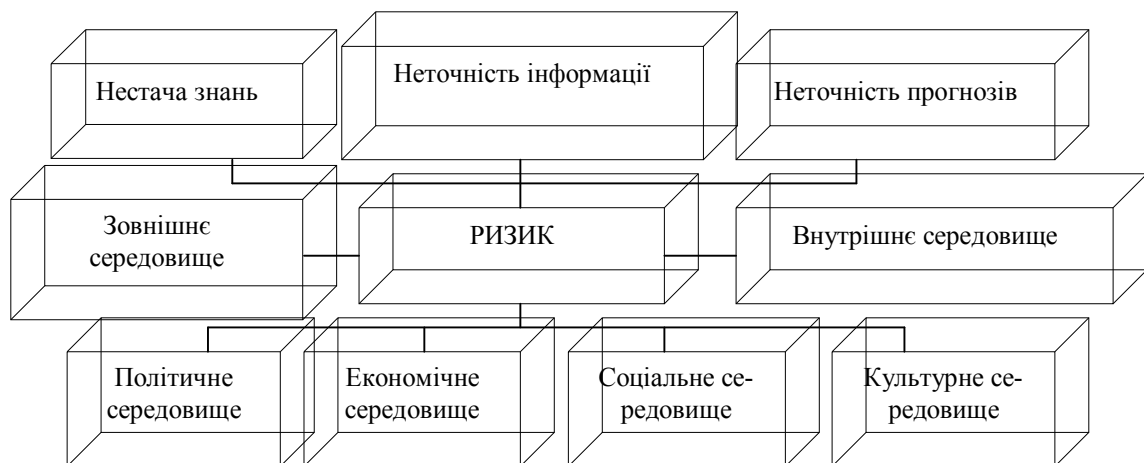 Нестача знань
Неточність інформації
Неточність прогнозів
Зовнішнє
середовище
РИЗИК
Внутрішнє середовище
Політичне
середовище
Економічне
середовище
Соціальне се-
редовище
Культурне се-
редовище